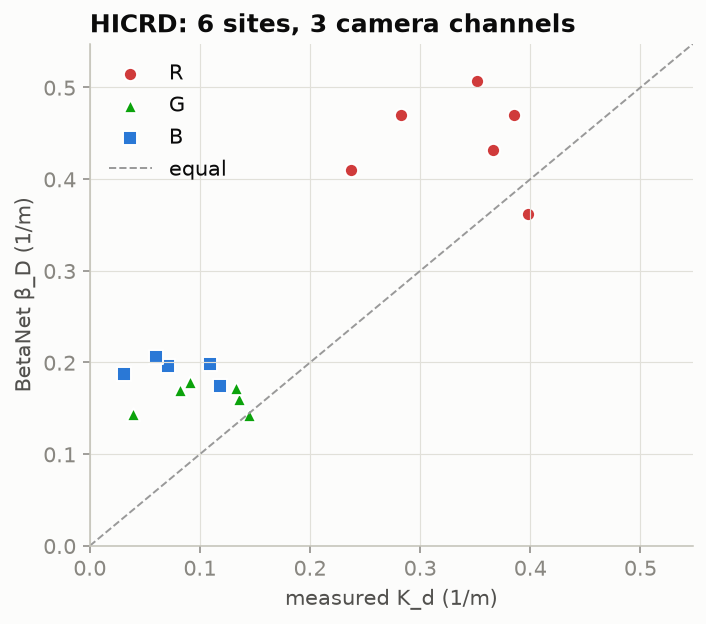 HICRD: 6 sites, 3 camera channels
R
G
B
equal
BetaNet β_D (1/m)
0.5
0.4
0.3
0.2
0.1
0.0
0.0 0.1 0.2 0.3 0.4 0.5
measured K_d (1/m)